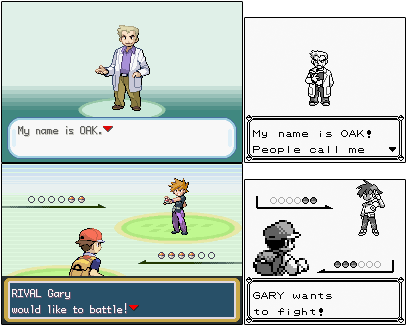 My name is OAK.
My name is OAK!
People call me
RIVAL Gary
would like to battle!
GARY wants
to fight!